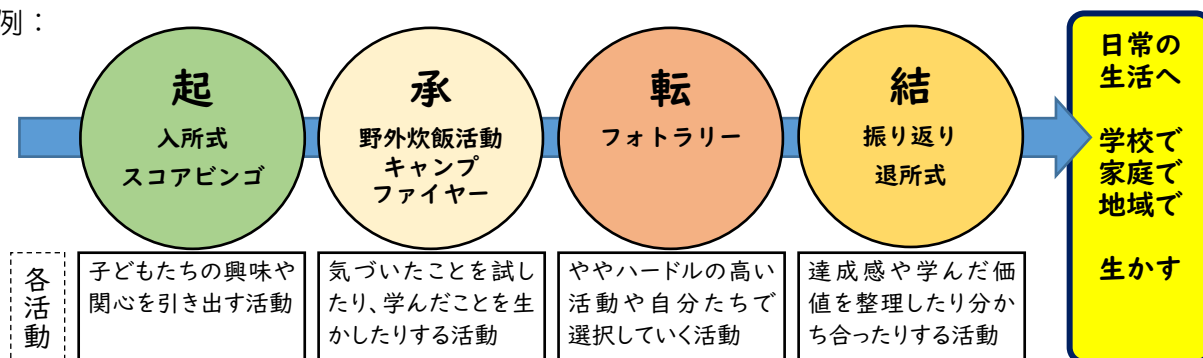 例：
起
入所式
スコアビンゴ
承
野外炊飯活動
キャンプ
ファイヤー
転
フォトラリー
結
振り返り
退所式
日常の
生活へ
学校で
家庭で
地域で
生かす
各活動
子どもたちの興味や
関心を引き出す活動
気づいたことを試し
たり、学んだことを生
かしたりする活動
ややハードルの高い
活動や自分たちで
選択していく活動
達成感や学んだ価
値を整理したり分か
ち合ったりする活動